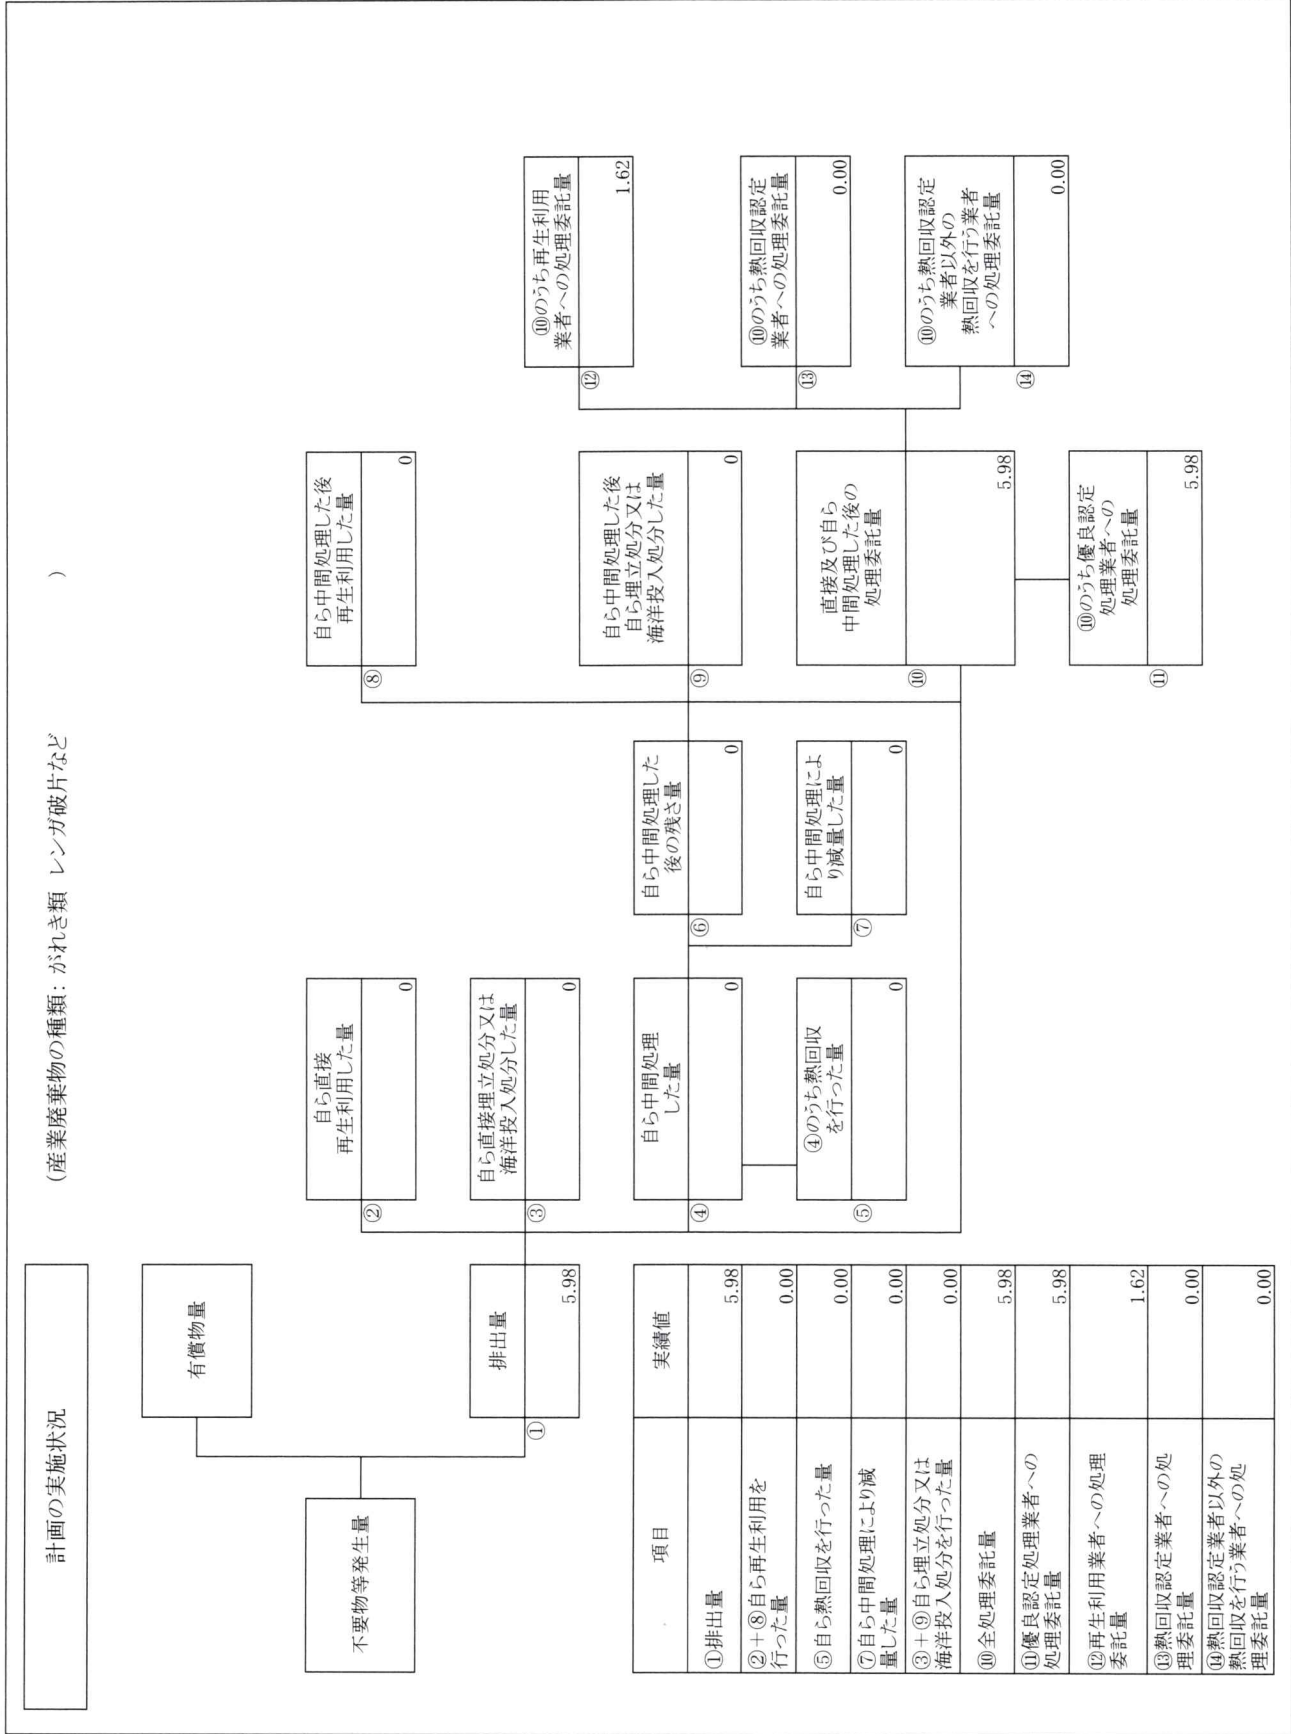 計画の実施状況
(産業廃棄物の種類: がれき類 レンガ破片など )
不要物等発生量
有償物量
①
排出量
5.98
②
自ら直接
再生利用した量
0
③
自ら直接埋立処分又は
海洋投入処分した量
0
④
自ら中間処理
した量
0
⑤
④のうち熱回収
を行った量
0
⑥
自ら中間処理した
後の残さ量
0
⑦
自ら中間処理によ
り減量した量
0
⑧
自ら中間処理した後
再生利用した量
0
⑨
自ら中間処理した後
自ら埋立処分又は
海洋投入処分した量
0
⑩
直接及び自ら
中間処理した後の
処理委託量
5.98
⑪
⑩のうち優良認定
処理業者への
処理委託量
5.98
⑫
⑩のうち再生利用
業者への処理委託量
1.62
⑬
⑩のうち熱回収認定
業者への処理委託量
0.00
⑭
⑩のうち熱回収認定
業者以外の
熱回収を行う業者
への処理委託量
0.00
項目 実績値
①排出量 5.98
②+⑧自ら再生利用を
行った量 0.00
⑤自ら熱回収を行った量 0.00
⑦自ら中間処理により減
量した量 0.00
③+⑨自ら埋立処分又は
海洋投入処分を行った量 0.00
⑩全処理委託量 5.98
⑪優良認定処理業者への
処理委託量 5.98
⑫再生利用業者への処理
委託量 1.62
⑬熱回収認定業者への処
理委託量 0.00
⑭熱回収認定業者以外の
熱回収を行う業者への処
理委託量 0.00